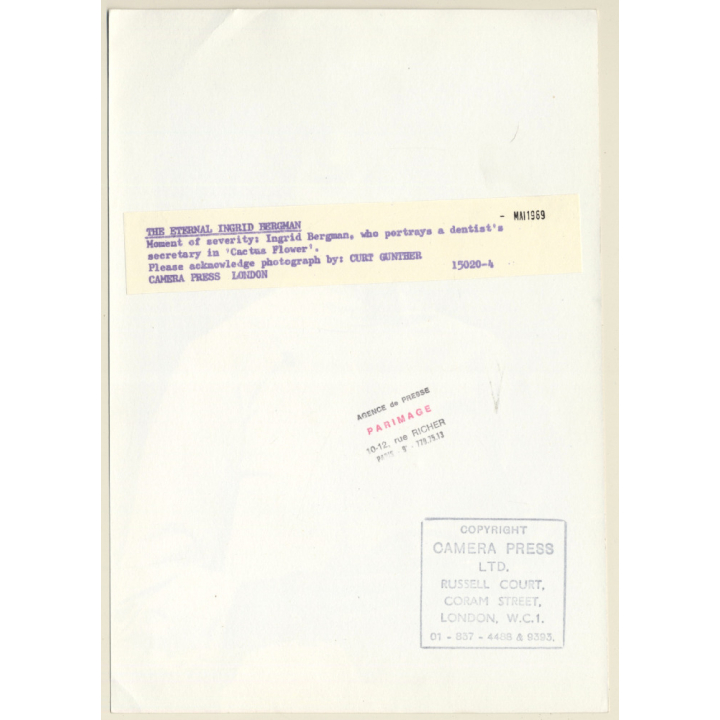 - MAI 1969
THE ETERNAL INGRID BERGMAN
Moment of severity: Ingrid Bergman, who portrays a dentist's
secretary in 'Cactus Flower'.
Please acknowledge photograph by: CURT GUNTHER 15020-4
CAMERA PRESS LONDON
AGENCE de PRESSE
PARIMAGE
10-12, rue RICHER
COPYRIGHT
CAMERA PRESS
LTD.
RUSSELL COURT,
CORAM STREET,
LONDON, W.C.1.
01 - 837 - 4488 & 9393.